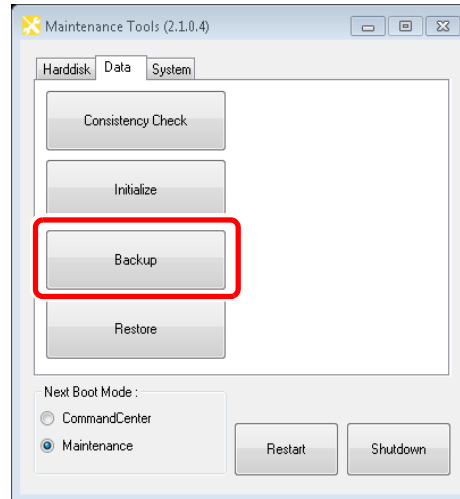 Maintenance Tools (2.1.0.4)
Harddisk Data System
Consistency Check
Initialize
Backup
Restore
Next Boot Mode :
CommandCenter
Maintenance
Restart Shutdown